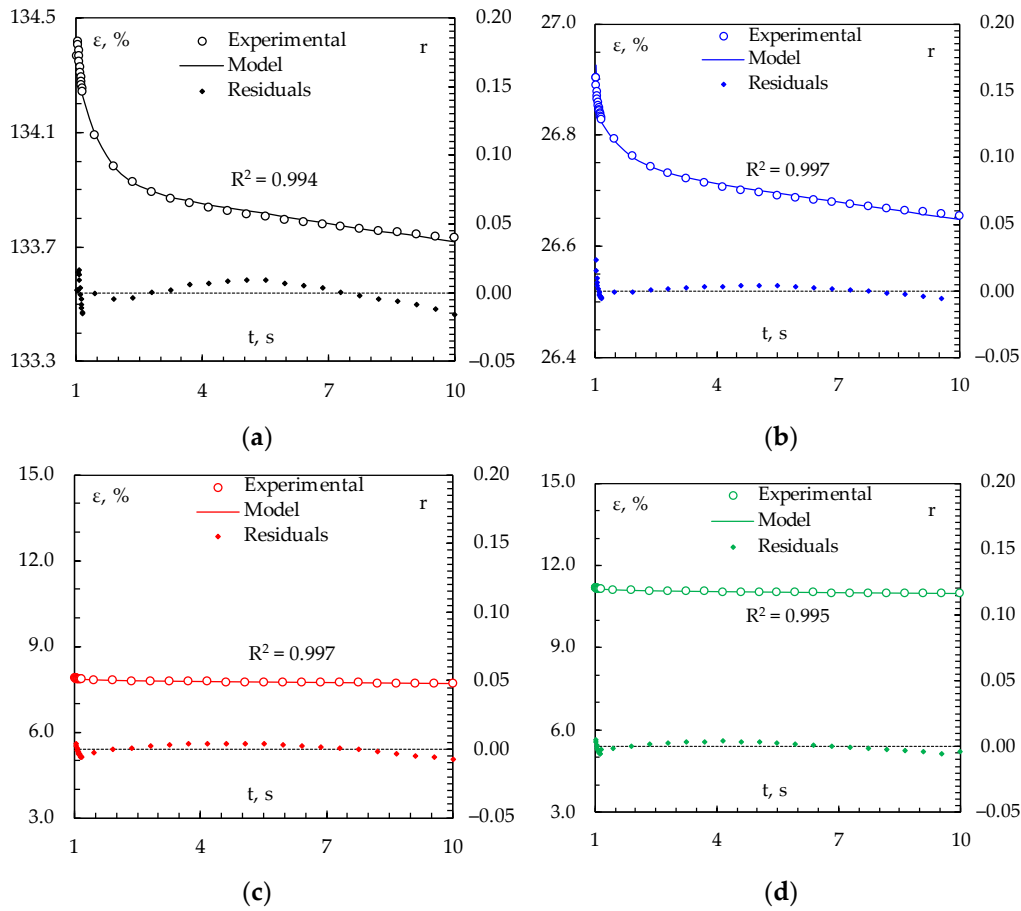 134.5
134.1
133.7
133.3
ε, %
Experimental
Model
Residuals
r
R² = 0.994
t, s
0.20
0.15
0.10
0.05
0.00
–0.05
1
4
7
10
(a)
27.0
26.8
26.6
26.4
ε, %
Experimental
Model
Residuals
r
R² = 0.997
t, s
0.20
0.15
0.10
0.05
0.00
–0.05
1
4
7
10
(b)
15.0
12.0
9.0
6.0
3.0
ε, %
Experimental
Model
Residuals
r
R² = 0.997
t, s
0.20
0.15
0.10
0.05
0.00
–0.05
1
4
7
10
(c)
15.0
11.0
7.0
3.0
ε, %
Experimental
Model
Residuals
r
R² = 0.995
t, s
0.20
0.15
0.10
0.05
0.00
–0.05
1
4
7
10
(d)